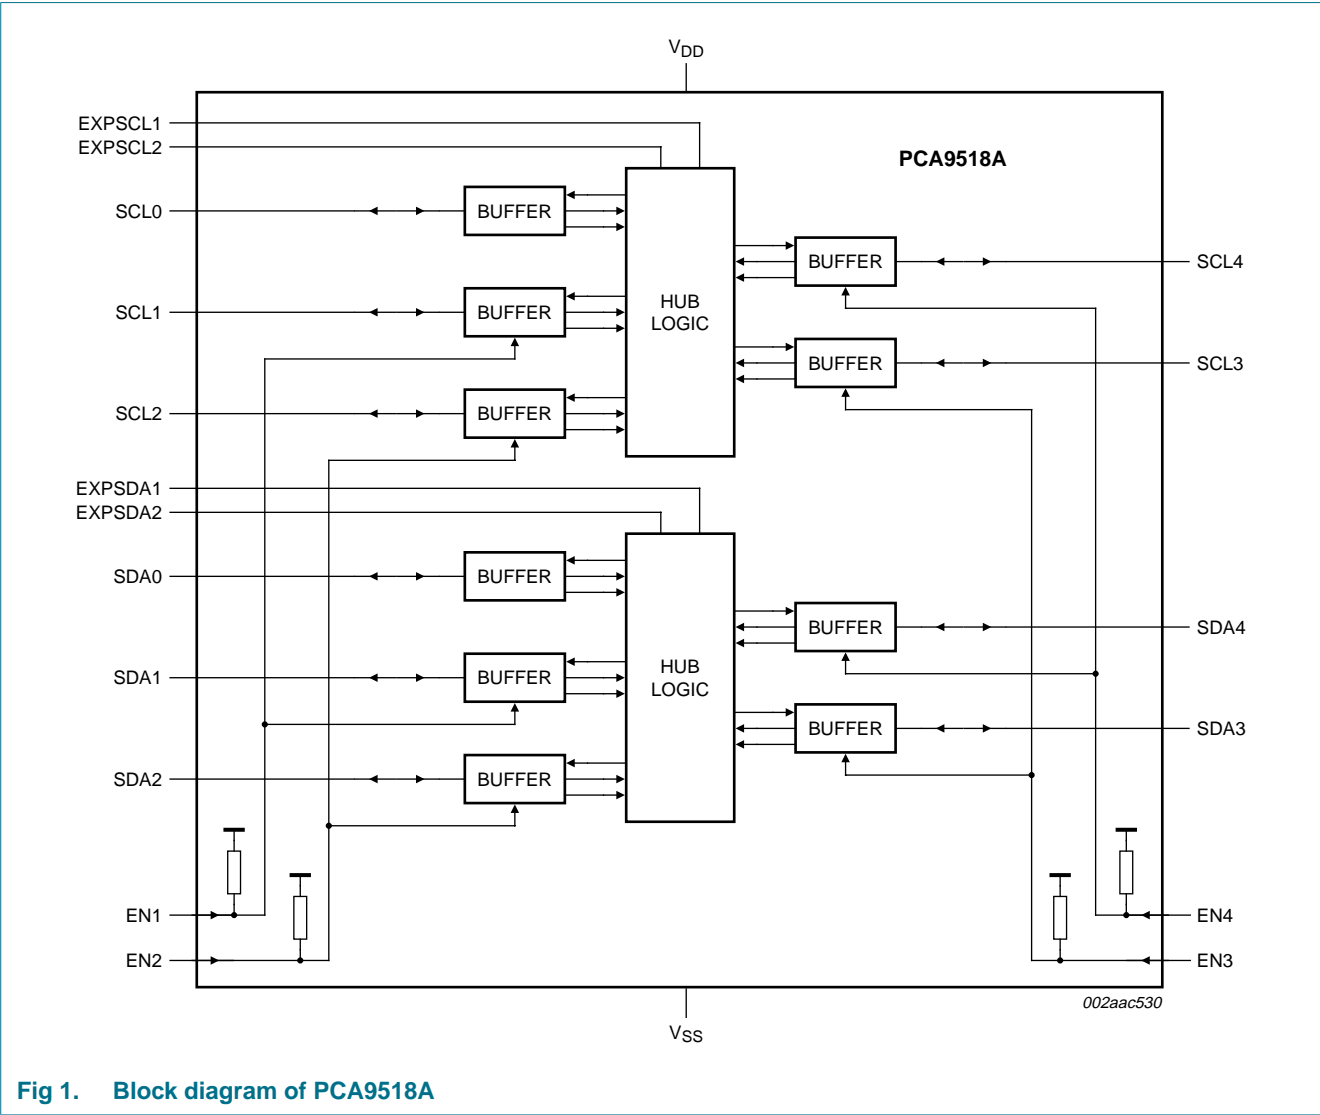 VDD
EXPSCL1
EXPSCL2
PCA9518A
SCL0
BUFFER
SCL1
BUFFER
SCL2
BUFFER
HUB
LOGIC
BUFFER
SCL4
BUFFER
SCL3
EXPSDA1
EXPSDA2
SDA0
BUFFER
SDA1
BUFFER
SDA2
BUFFER
HUB
LOGIC
BUFFER
SDA4
BUFFER
SDA3
EN1
EN2
EN4
EN3
002aac530
VSS
Fig 1. Block diagram of PCA9518A